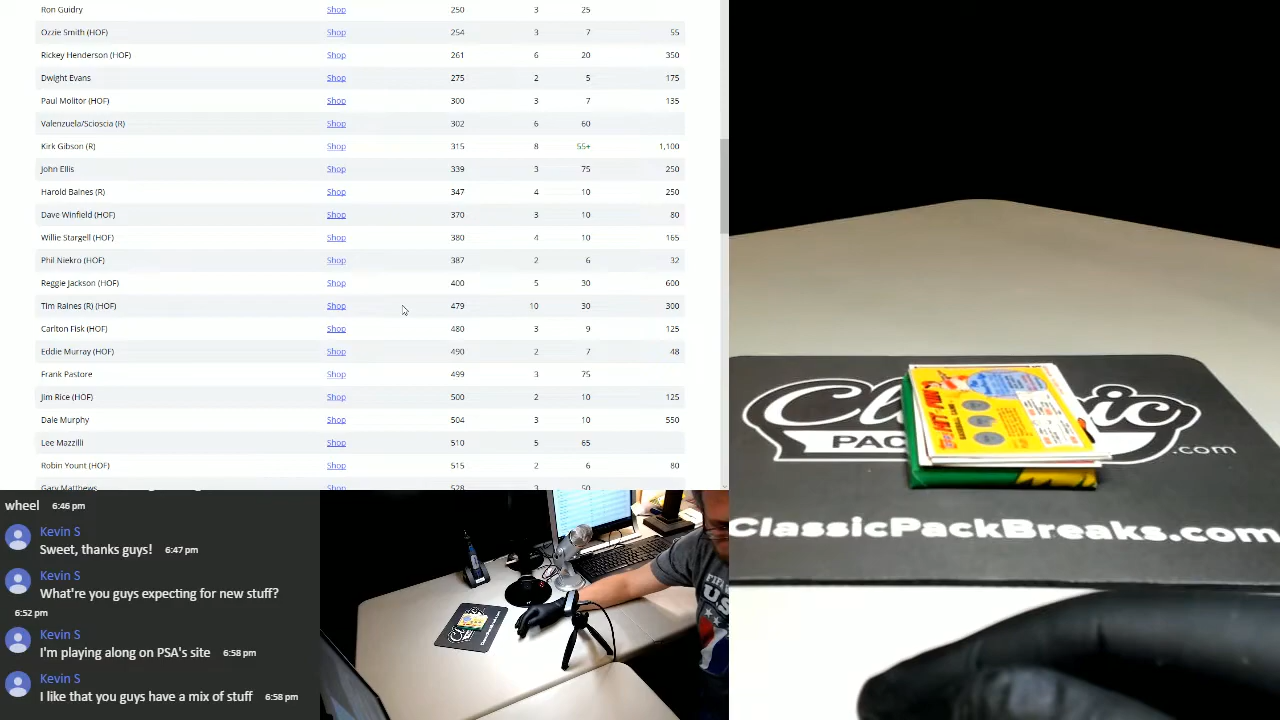 Ron Guidry Shop 250 3 25
Ozzie Smith (HOF) Shop 254 3 7 55
Rickey Henderson (HOF) Shop 261 6 20 350
Dwight Evans Shop 275 2 5 175
Paul Molitor (HOF) Shop 300 3 7 135
Valenzuela/Scioscia (R) Shop 302 6 60
Kirk Gibson (R) Shop 315 8 55+ 1,100
John Ellis Shop 339 3 75 250
Harold Baines (R) Shop 347 4 10 250
Dave Winfield (HOF) Shop 370 3 10 80
Willie Stargell (HOF) Shop 380 4 10 165
Phil Niekro (HOF) Shop 387 2 6 32
Reggie Jackson (HOF) Shop 400 5 30 600
Tim Raines (R) (HOF) Shop 479 10 30 300
Carlton Fisk (HOF) Shop 480 3 9 125
Eddie Murray (HOF) Shop 490 2 7 48
Frank Pastore Shop 499 3 75
Jim Rice (HOF) Shop 500 2 10 125
Dale Murphy Shop 504 3 10 550
Lee Mazzilli Shop 510 5 65
Robin Yount (HOF) Shop 515 2 6 80
Gary Matthews Shop 528 3 50
wheel 6:46 pm
Kevin S
Sweet, thanks guys! 6:47 pm
Kevin S
What're you guys expecting for new stuff?
6:52 pm
Kevin S
I'm playing along on PSA's site 6:58 pm
Kevin S
I like that you guys have a mix of stuff 6:58 pm
.com
ClassicPackBreaks.com